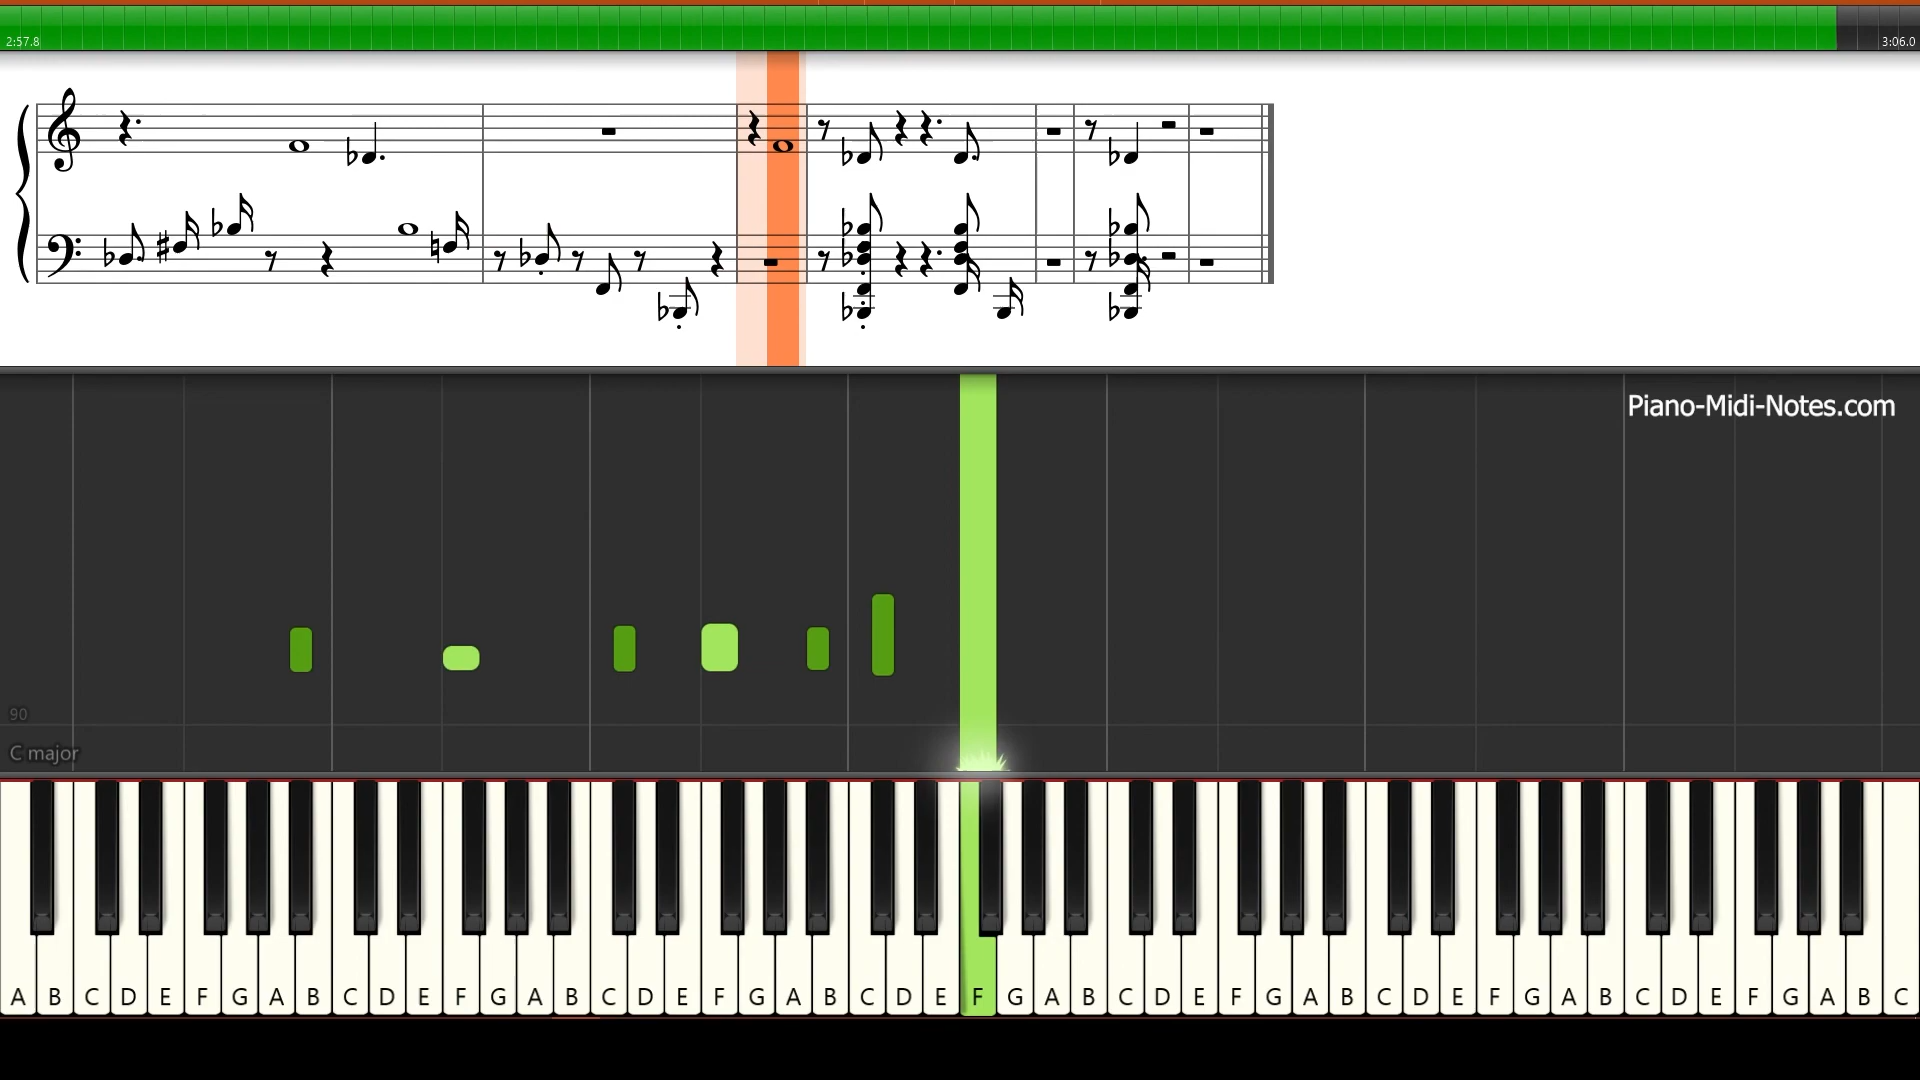 2:57.8
3:06.0
Piano-Midi-Notes.com
90
C major
A B C D E F G A B C D E F G A B C D E F G A B C D E F G A B C D E F G A B C D E F G A B C D E F G A B C